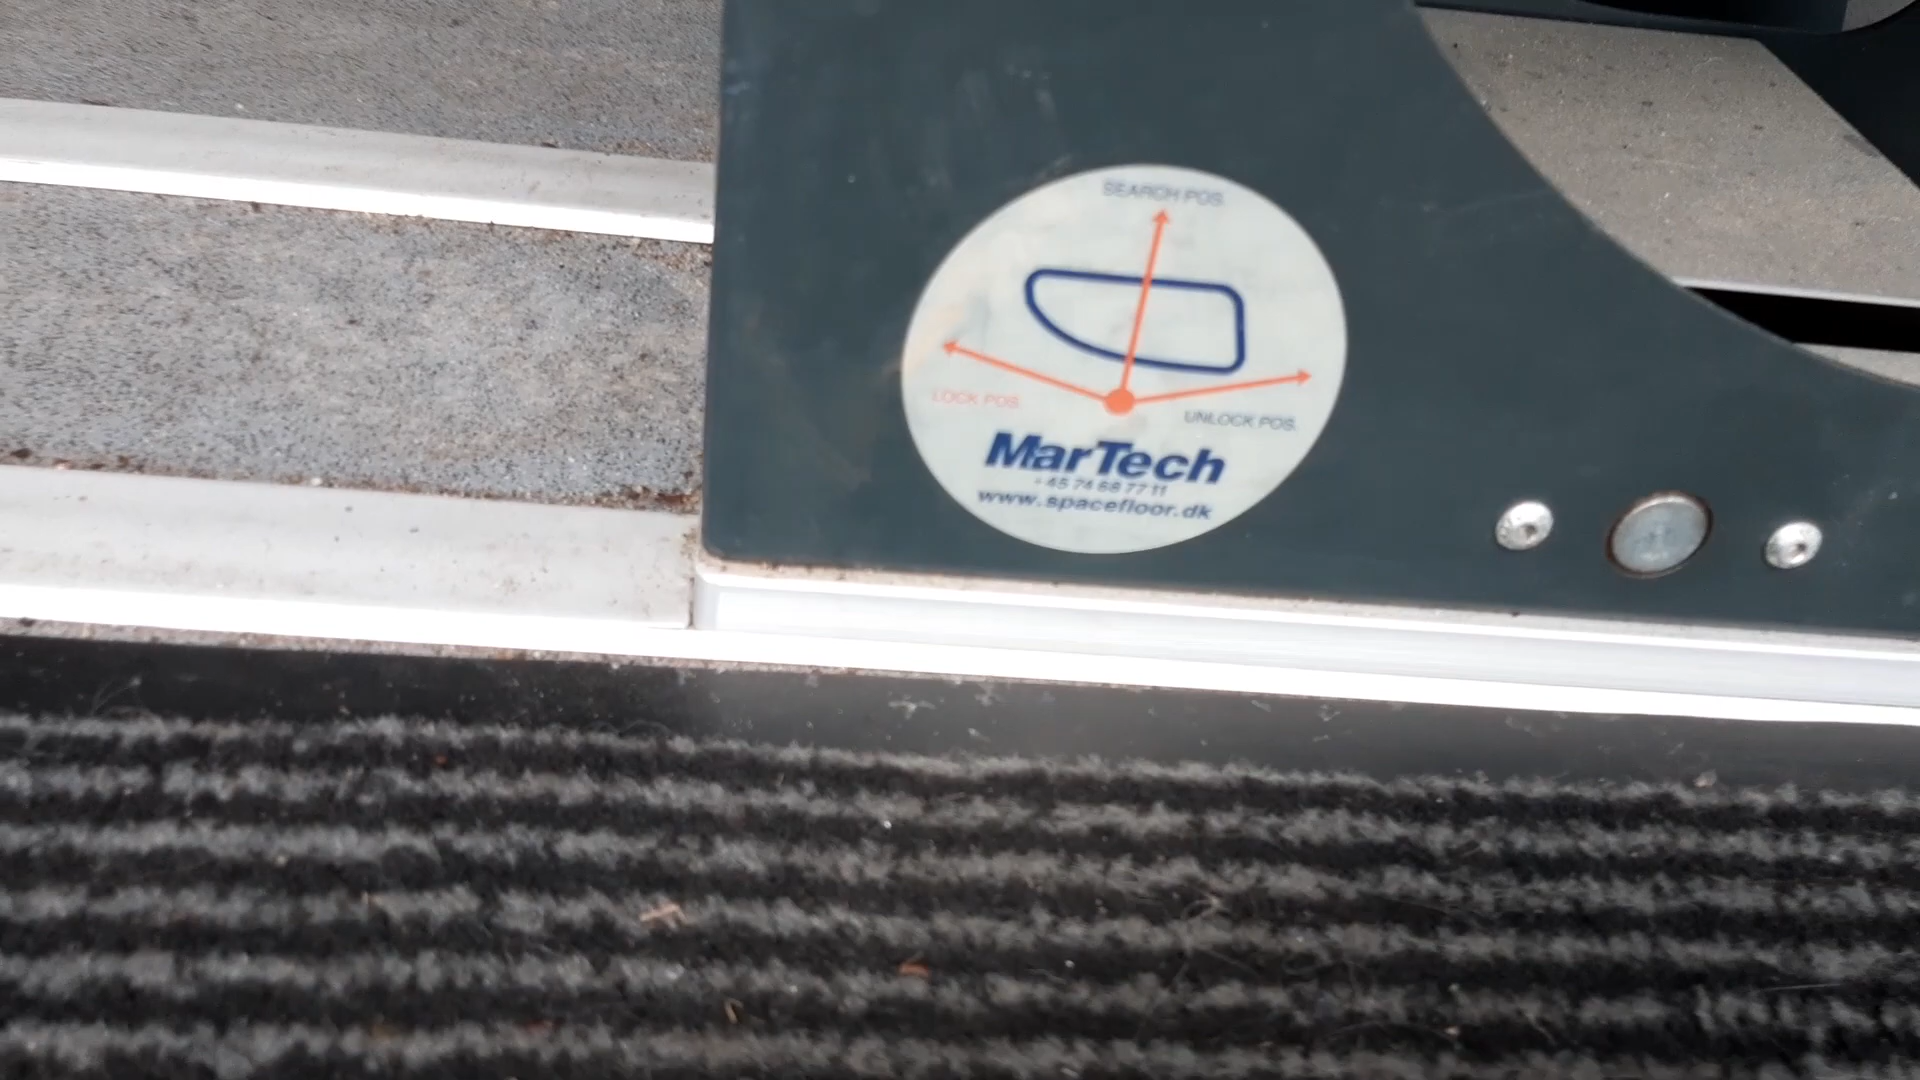 SEARCH POS.
LOCK POS.
UNLOCK POS.
MarTech
+45 74 68 77 11
www.spacefloor.dk